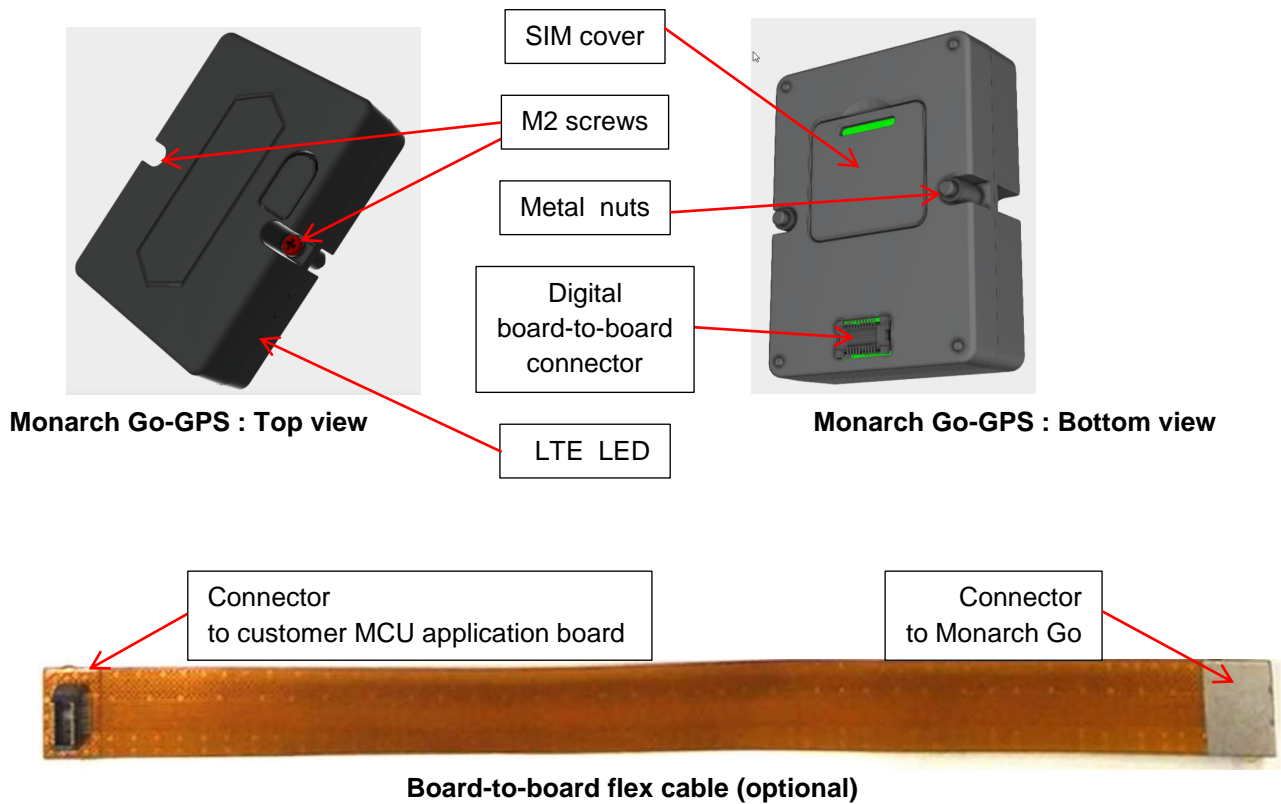 SIM cover
M2 screws
Metal nuts
Digital
board-to-board
connector
Monarch Go-GPS : Top view
Monarch Go-GPS : Bottom view
LTE LED
Connector
to customer MCU application board
Connector
to Monarch Go
Board-to-board flex cable (optional)